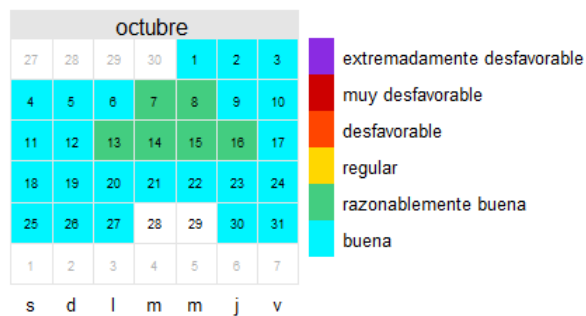 octubre
27 28 29 30 1 2 3
4 5 6 7 8 9 10
11 12 13 14 15 16 17
18 19 20 21 22 23 24
25 26 27 28 29 30 31
1 2 3 4 5 6 7
s d l m m j v
extremadamente desfavorable
muy desfavorable
desfavorable
regular
razonablemente buena
buena